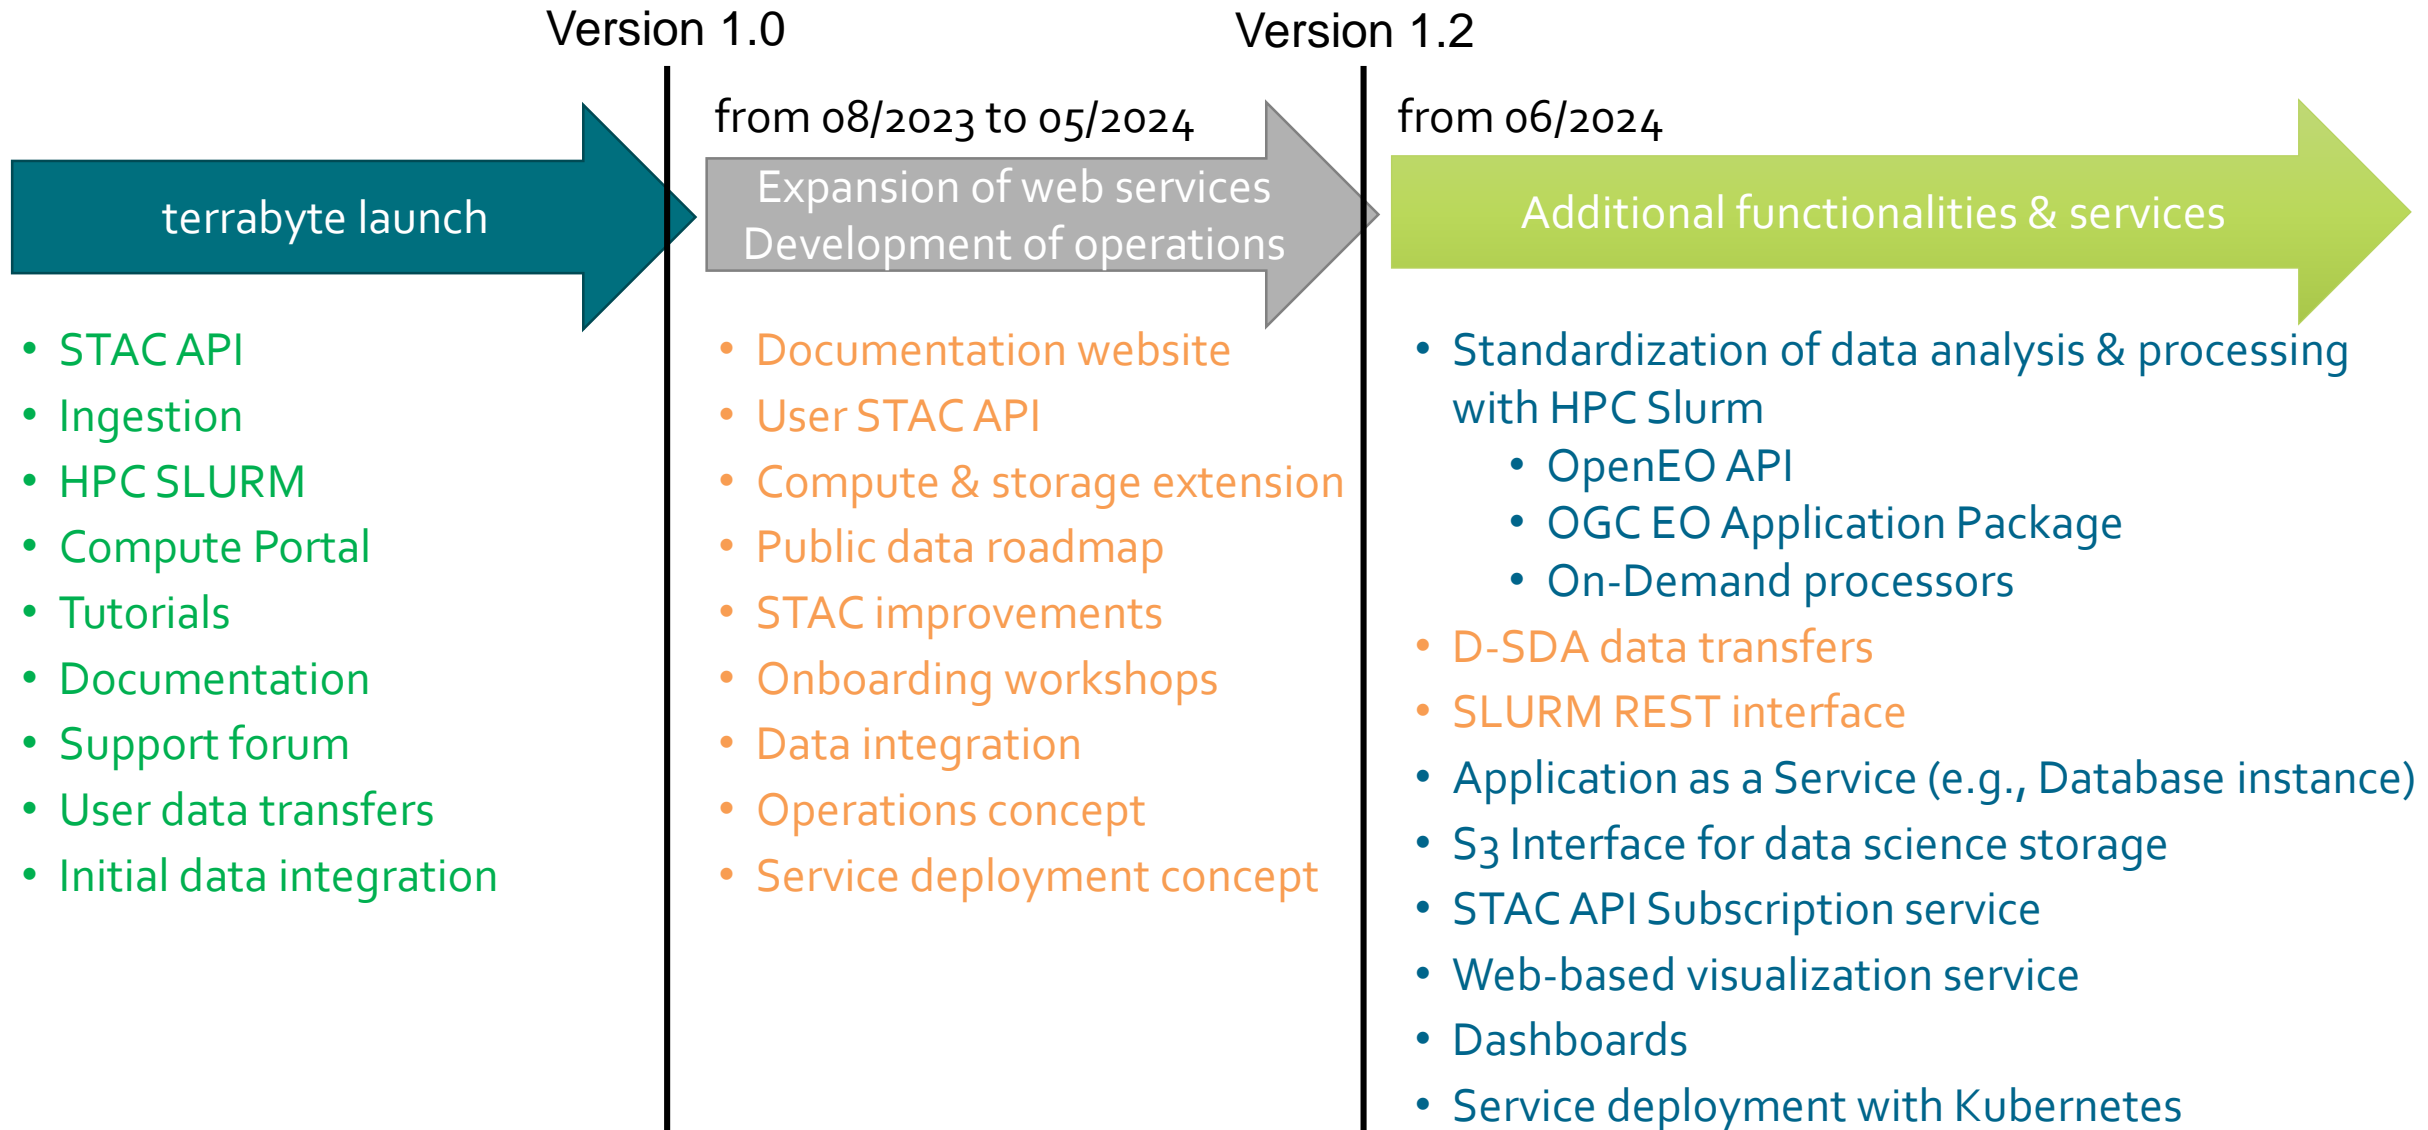 Version 1.0
Version 1.2
terrabyte launch
• STAC API
• Ingestion
• HPC SLURM
• Compute Portal
• Tutorials
• Documentation
• Support forum
• User data transfers
• Initial data integration
from 08/2023 to 05/2024
Expansion of web services
Development of operations
• Documentation website
• User STAC API
• Compute & storage extension
• Public data roadmap
• STAC improvements
• Onboarding workshops
• Data integration
• Operations concept
• Service deployment concept
from 06/2024
Additional functionalities & services
• Standardization of data analysis & processing
with HPC Slurm
• OpenEO API
• OGC EO Application Package
• On-Demand processors
• D-SDA data transfers
• SLURM REST interface
• Application as a Service (e.g., Database instance)
• S3 Interface for data science storage
• STAC API Subscription service
• Web-based visualization service
• Dashboards
• Service deployment with Kubernetes